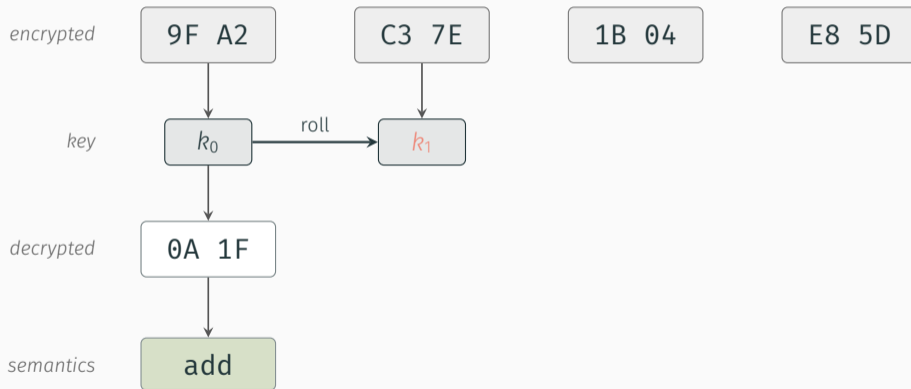 encrypted 9F A2 C3 7E 1B 04 E8 5D
roll
key k₀ k₁
decrypted 0A 1F
semantics add